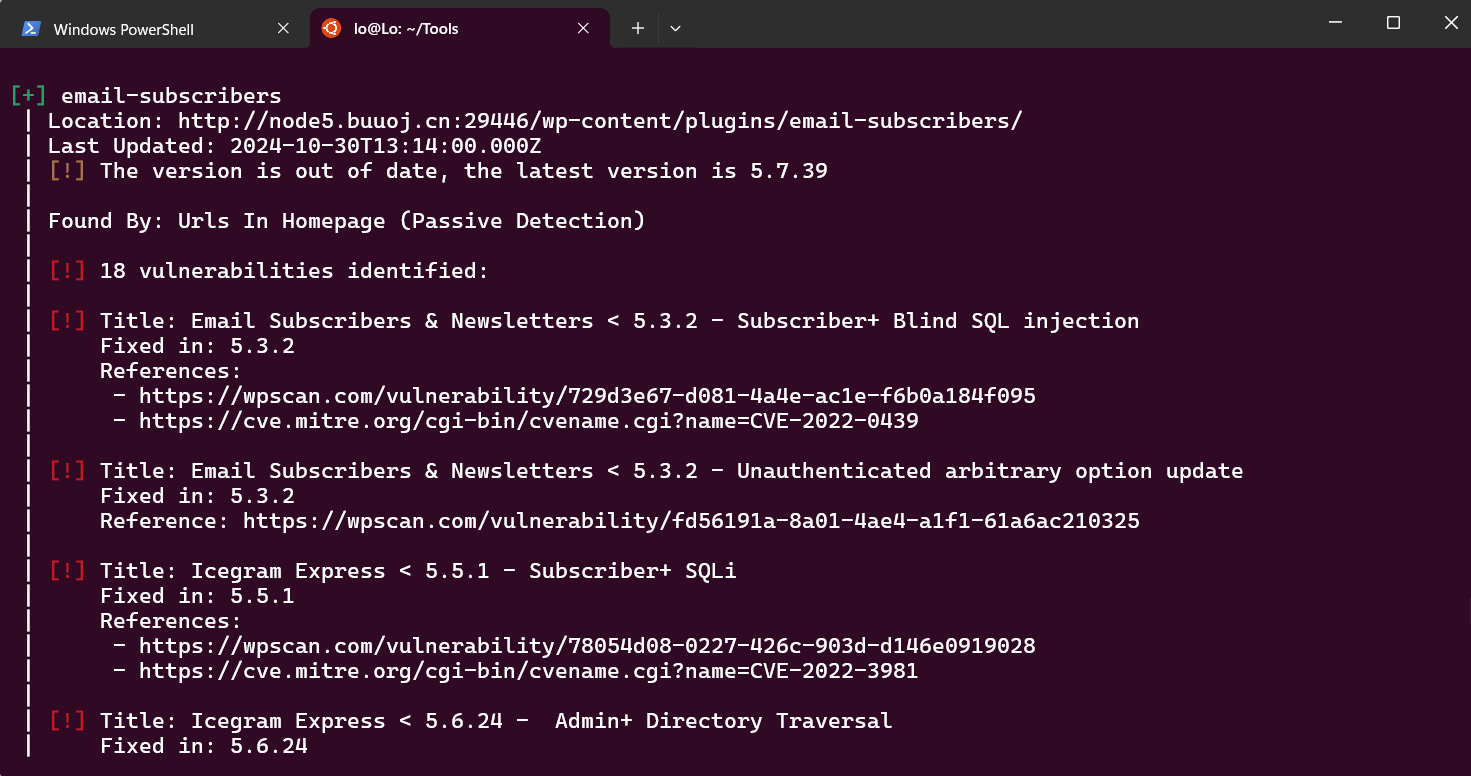 Windows PowerShell
lo@Lo: ~/Tools
[+] email-subscribers
| Location: http://node5.buuoj.cn:29446/wp-content/plugins/email-subscribers/
| Last Updated: 2024-10-30T13:14:00.000Z
| [!] The version is out of date, the latest version is 5.7.39
|
| Found By: Urls In Homepage (Passive Detection)
|
| [!] 18 vulnerabilities identified:
|
| [!] Title: Email Subscribers & Newsletters < 5.3.2 - Subscriber+ Blind SQL injection
|     Fixed in: 5.3.2
|     References:
|      - https://wpscan.com/vulnerability/729d3e67-d081-4a4e-ac1e-f6b0a184f095
|      - https://cve.mitre.org/cgi-bin/cvename.cgi?name=CVE-2022-0439
|
| [!] Title: Email Subscribers & Newsletters < 5.3.2 - Unauthenticated arbitrary option update
|     Fixed in: 5.3.2
|     Reference: https://wpscan.com/vulnerability/fd56191a-8a01-4ae4-a1f1-61a6ac210325
|
| [!] Title: Icegram Express < 5.5.1 - Subscriber+ SQLi
|     Fixed in: 5.5.1
|     References:
|      - https://wpscan.com/vulnerability/78054d08-0227-426c-903d-d146e0919028
|      - https://cve.mitre.org/cgi-bin/cvename.cgi?name=CVE-2022-3981
|
| [!] Title: Icegram Express < 5.6.24 -  Admin+ Directory Traversal
|     Fixed in: 5.6.24